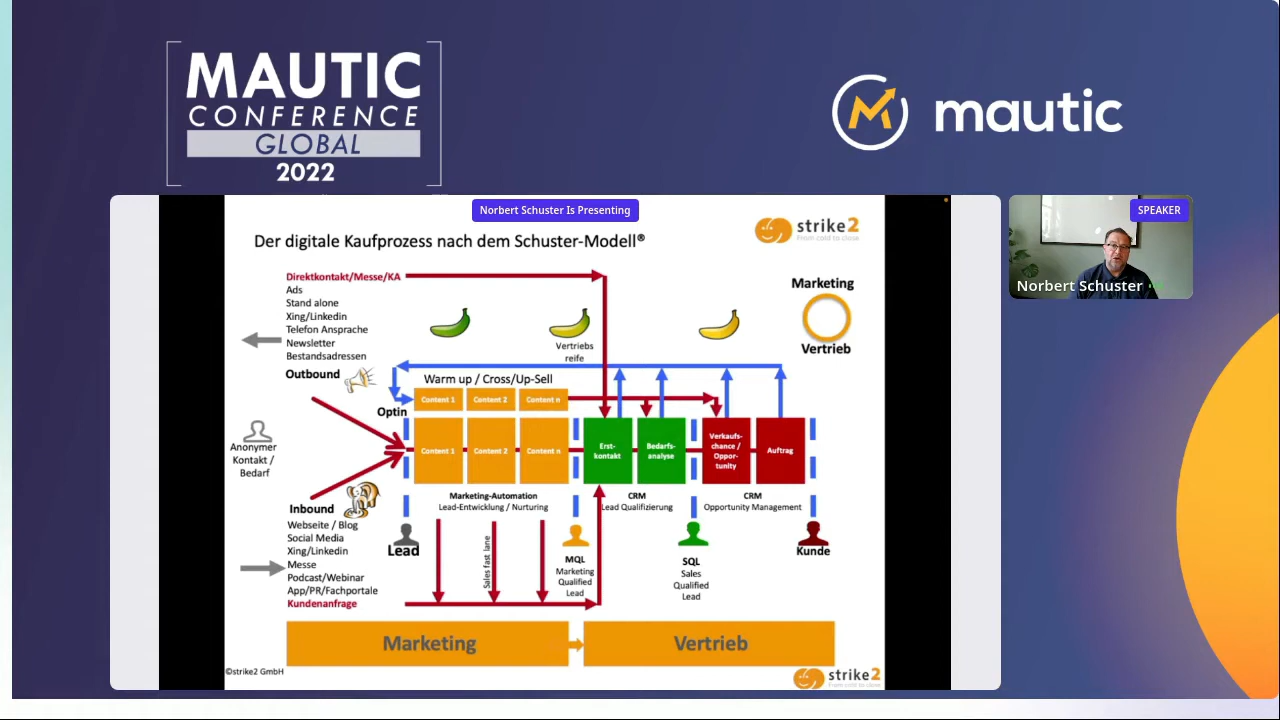 MAUTIC
CONFERENCE
GLOBAL
2022
mautic
Norbert Schuster Is Presenting
SPEAKER
Norbert Schuster
strike2
From cold to close
Der digitale Kaufprozess nach dem Schuster-Modell®
Direktkontakt/Messe/KA
Ads
Stand alone
Xing/Linkedin
Telefon Ansprache
Newsletter
Bestandsadressen
Outbound
Marketing
Vertrieb
Vertriebs
reife
Warm up / Cross/Up-Sell
Content 1
Content 2
Content n
Optin
Anonymer
Kontakt /
Bedarf
Content 1
Content 2
Content n
Erst-
kontakt
Bedarfs-
analyse
Verkaufs-
chance /
Oppor-
tunity
Auftrag
Marketing-Automation
Lead-Entwicklung / Nurturing
CRM
Lead Qualifizierung
CRM
Opportunity Management
Inbound
Webseite / Blog
Social Media
Xing/Linkedin
Messe
Podcast/Webinar
App/PR/Fachportale
Kundenanfrage
Lead
Sales fast lane
MQL
Marketing
Qualified
Lead
SQL
Sales
Qualified
Lead
Kunde
Marketing
Vertrieb
©strike2 GmbH
strike2
From cold to close